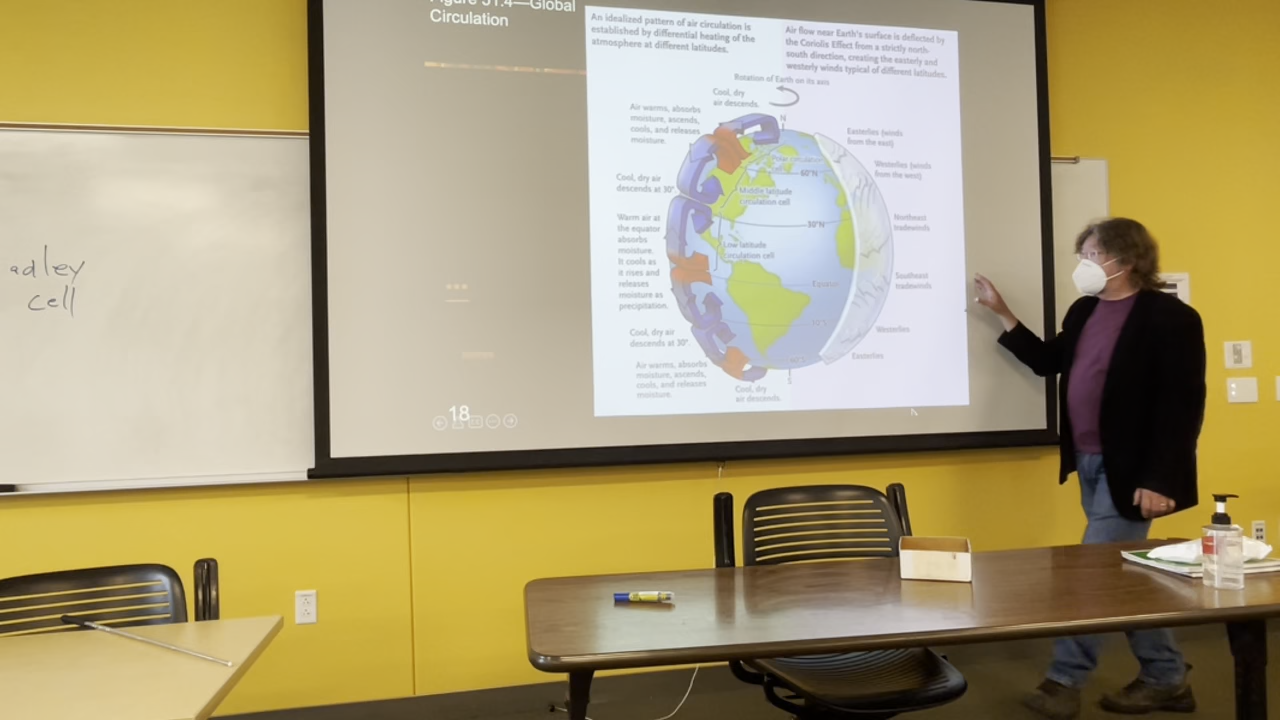 Figure 51.4—Global
Circulation
An idealized pattern of air circulation is
established by differential heating of the
atmosphere at different latitudes.
Air flow near Earth's surface is deflected by
the Coriolis Effect from a strictly north-
south direction, creating the easterly and
westerly winds typical of different latitudes.
Rotation of Earth on its axis
Cool, dry
air descends.
N
Air warms, absorbs
moisture, ascends,
cools, and releases
moisture.
Easterlies (winds
from the east)
Polar circulation
cell
60°N
Westerlies (winds
from the west)
Cool, dry air
descends at 30°.
Middle latitude
circulation cell
30°N
Northeast
tradewinds
Warm air at
the equator
absorbs
moisture.
It cools as
it rises and
releases
moisture as
precipitation.
Low latitude
circulation cell
Equator
Southeast
tradewinds
30°S
Westerlies
Cool, dry air
descends at 30°.
60°S
Easterlies
Air warms, absorbs
moisture, ascends,
cools, and releases
moisture.
S
Cool, dry
air descends.
18
adley
cell